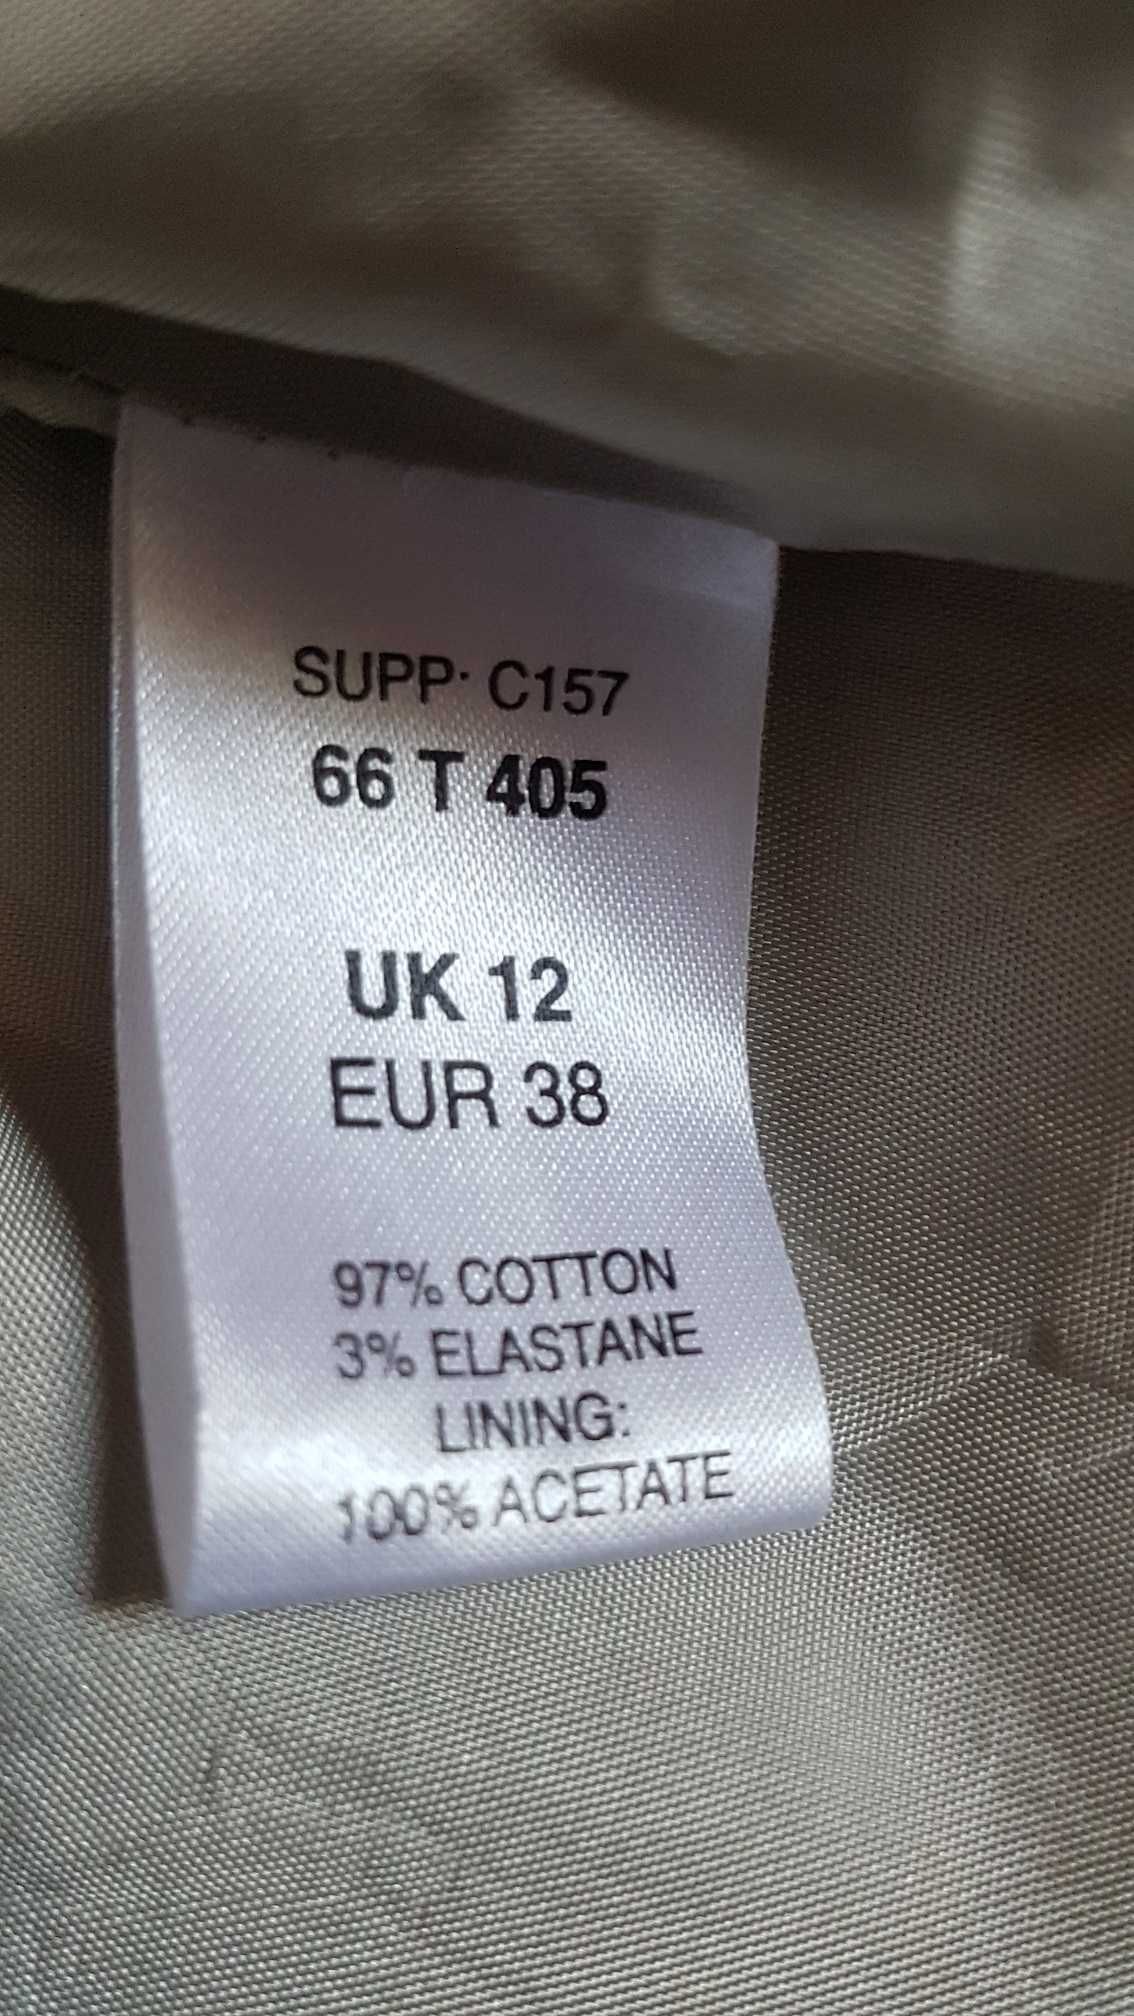 SUPP· C157
66 T 405
UK 12
EUR 38
97% COTTON
3% ELASTANE
LINING:
100% ACETATE